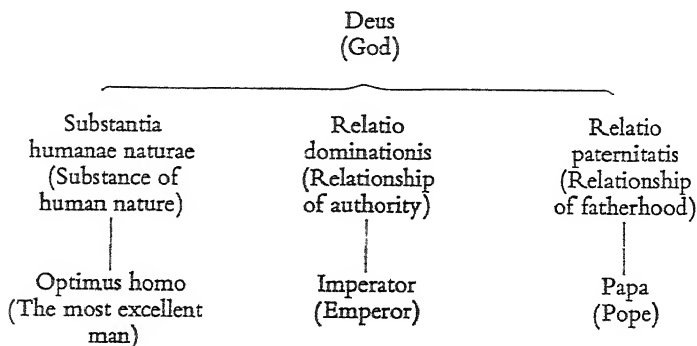 Deus
(God)
Substantia
humanae naturae
(Substance of
human nature)
Relatio
dominationis
(Relationship
of authority)
Relatio
paternitatis
(Relationship
of fatherhood)
Optimus homo
(The most excellent
man)
Imperator
(Emperor)
Papa
(Pope)